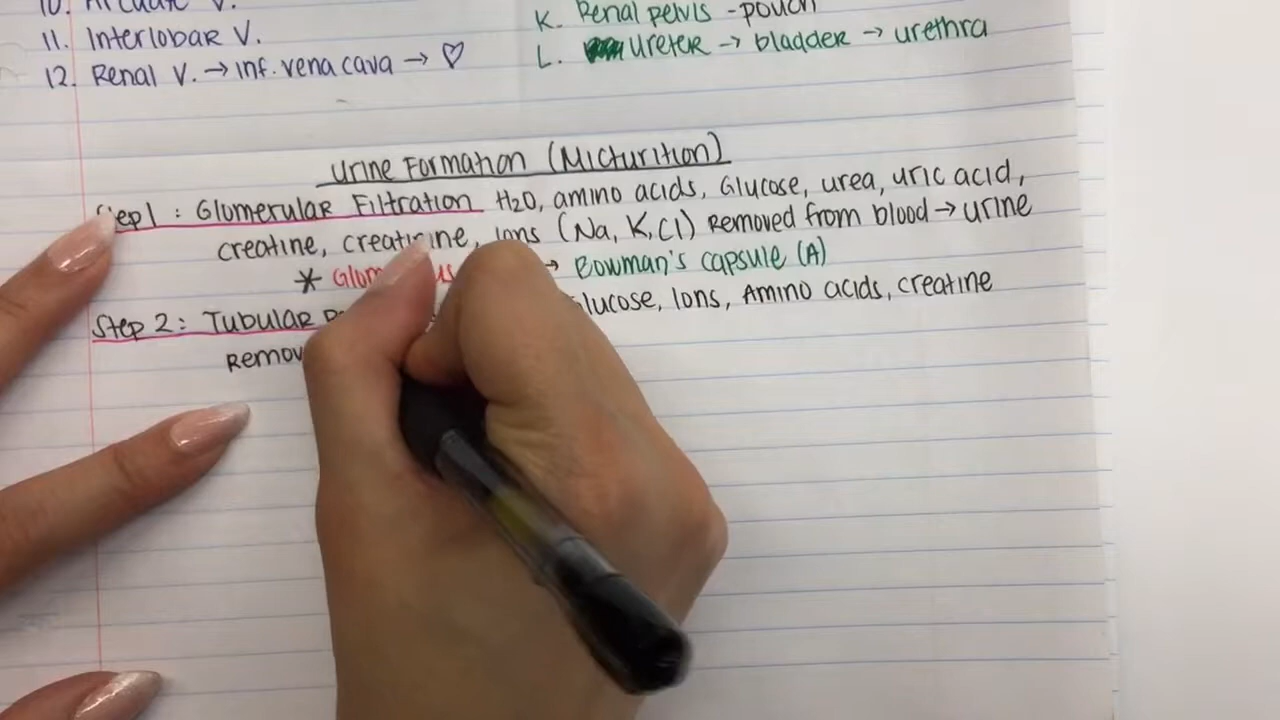 10. Arcuate V.
11. Interlobar V.
12. Renal V. → inf. vena cava → ♡
K. Renal pelvis - pouch
L. ureter → bladder → urethra
Urine Formation (Micturition)
Step 1 : Glomerular Filtration H2O, amino acids, Glucose, urea, uric acid,
creatine, creatinine, Ions (Na, K, Cl) Removed from blood → urine
* → Bowman's capsule (A)
Step 2 : Tubular Glucose, Ions, Amino acids, creatine